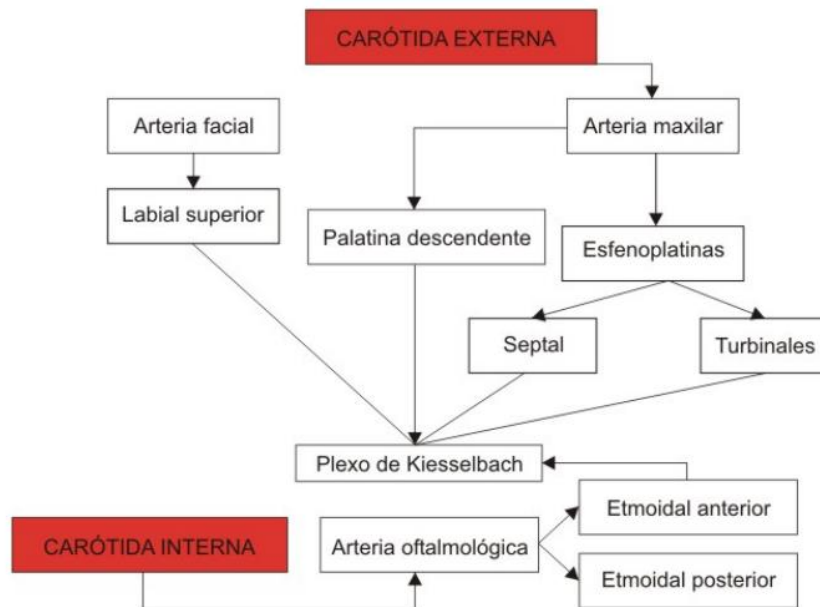 CARÓTIDA EXTERNA
Arteria facial
Arteria maxilar
Labial superior
Palatina descendente
Esfenoplatinas
Septal
Turbinales
Plexo de Kiesselbach
Etmoidal anterior
CARÓTIDA INTERNA
Arteria oftalmológica
Etmoidal posterior